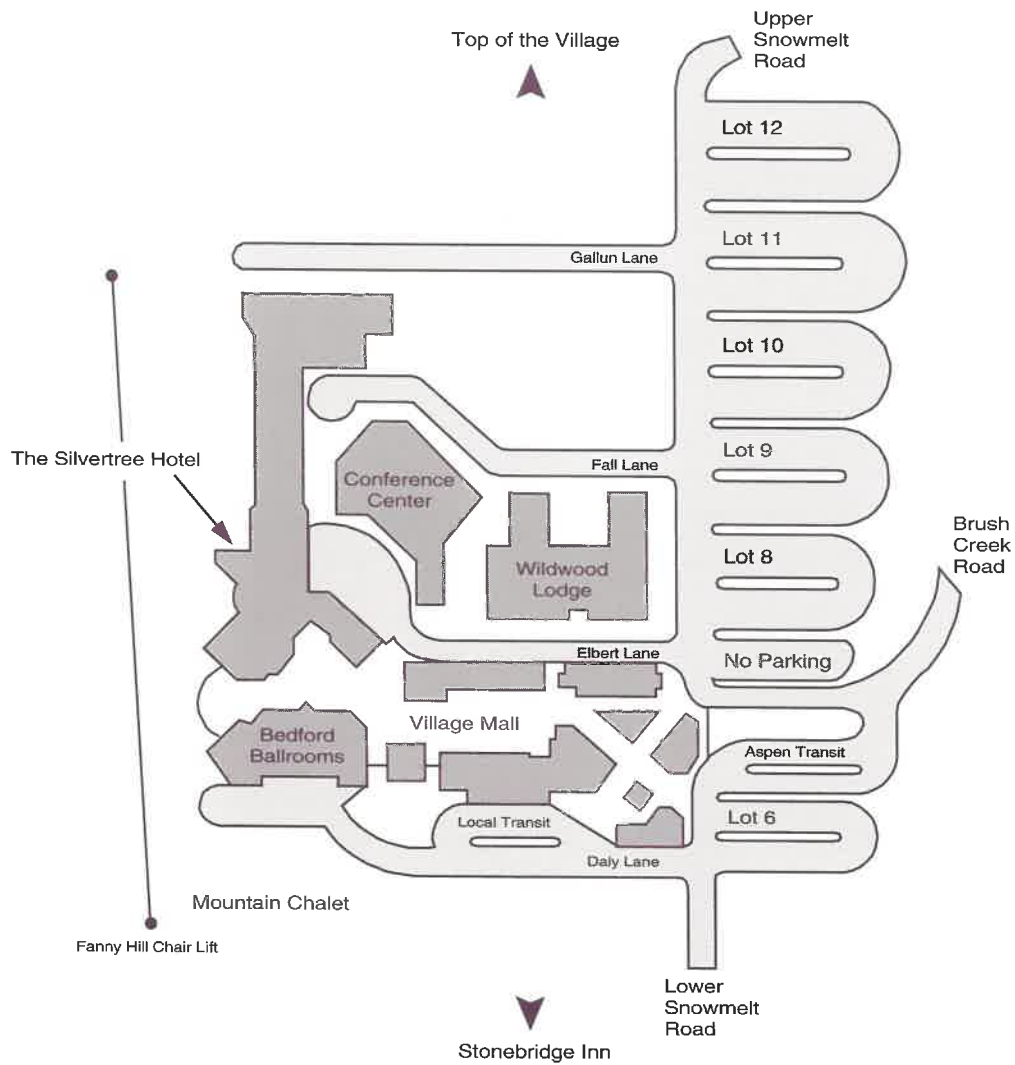 Upper
Snowmelt
Road
Top of the Village
Lot 12
Lot 11
Gallun Lane
Lot 10
The Silvertree Hotel
Fall Lane
Lot 9
Conference
Center
Brush
Creek
Road
Lot 8
Wildwood
Lodge
Elbert Lane
No Parking
Village Mall
Bedford
Ballrooms
Aspen Transit
Local Transit
Lot 6
Daly Lane
Mountain Chalet
Fanny Hill Chair Lift
Lower
Snowmelt
Road
Stonebridge Inn